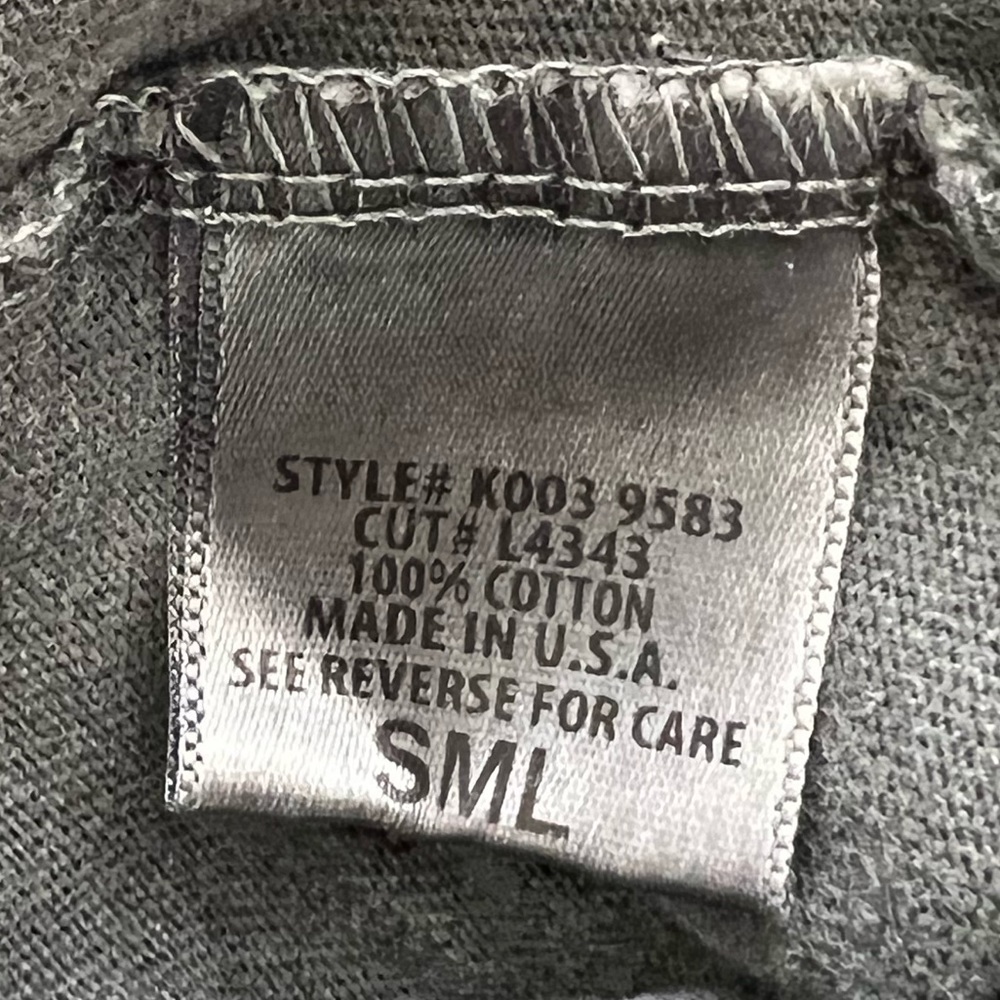 STYLE# K003 9583
CUT# L4343
100% COTTON
MADE IN U.S.A.
SEE REVERSE FOR CARE
SML